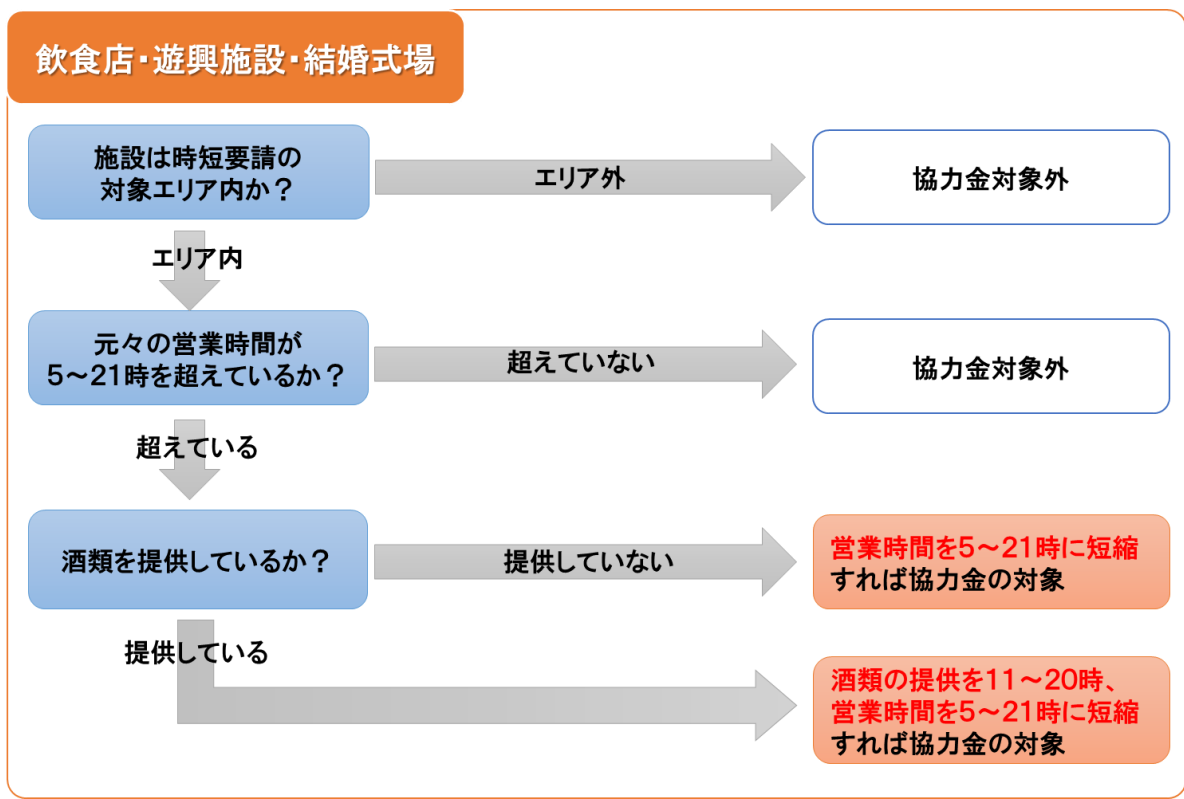 飲食店・遊興施設・結婚式場
施設は時短要請の
対象エリア内か？
エリア外
協力金対象外
エリア内
元々の営業時間が
5～21時を超えているか？
超えていない
協力金対象外
超えている
酒類を提供しているか？
提供していない
営業時間を5～21時に短縮
すれば協力金の対象
提供している
酒類の提供を11～20時、
営業時間を5～21時に短縮
すれば協力金の対象